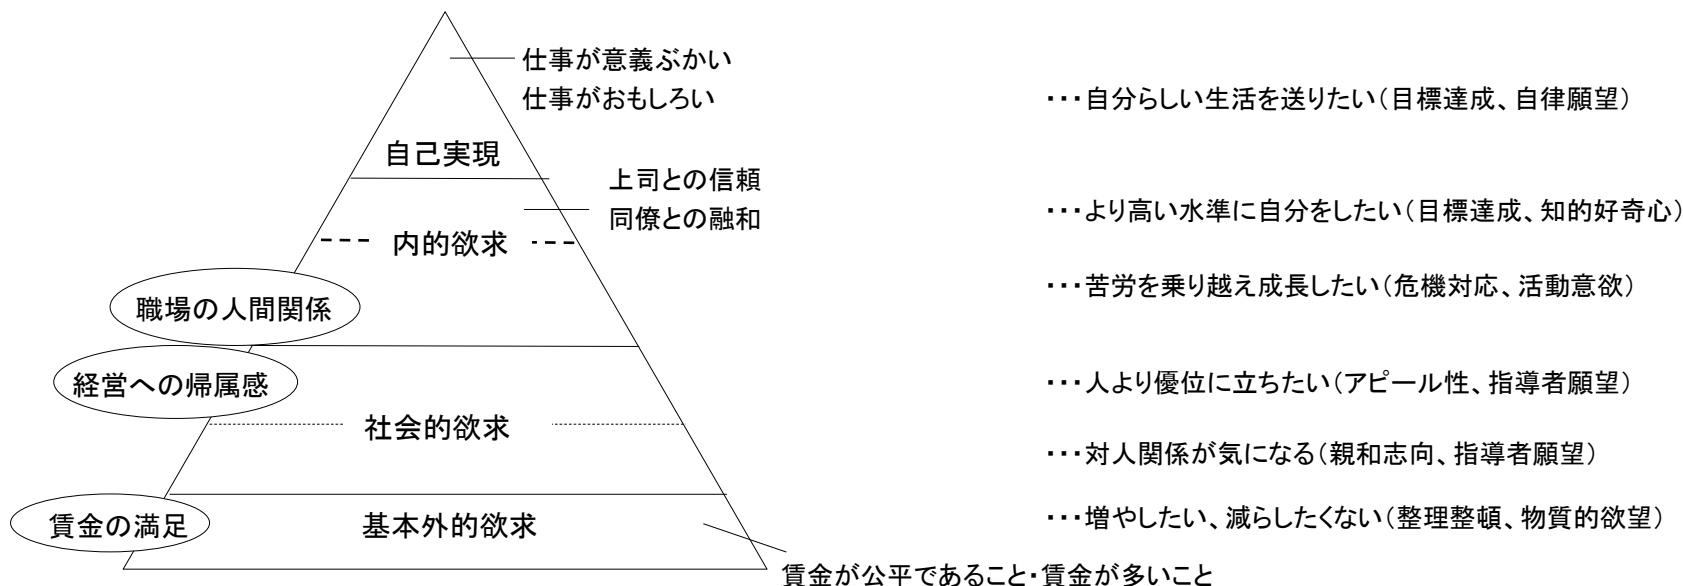 仕事が意義ぶかい
仕事がおもしろい
・・・自分らしい生活を送りたい(目標達成、自律願望)
自己実現
上司との信頼
同僚との融和
・・・より高い水準に自分をしたい(目標達成、知的好奇心)
内的欲求
・・・苦労を乗り越え成長したい(危機対応、活動意欲)
職場の人間関係
経営への帰属感
・・・人より優位に立ちたい(アピール性、指導者願望)
社会的欲求
・・・対人関係が気になる(親和志向、指導者願望)
賃金の満足
基本外的欲求
・・・増やしたい、減らしたくない(整理整頓、物質的欲望)
賃金が公平であること・賃金が多いこと